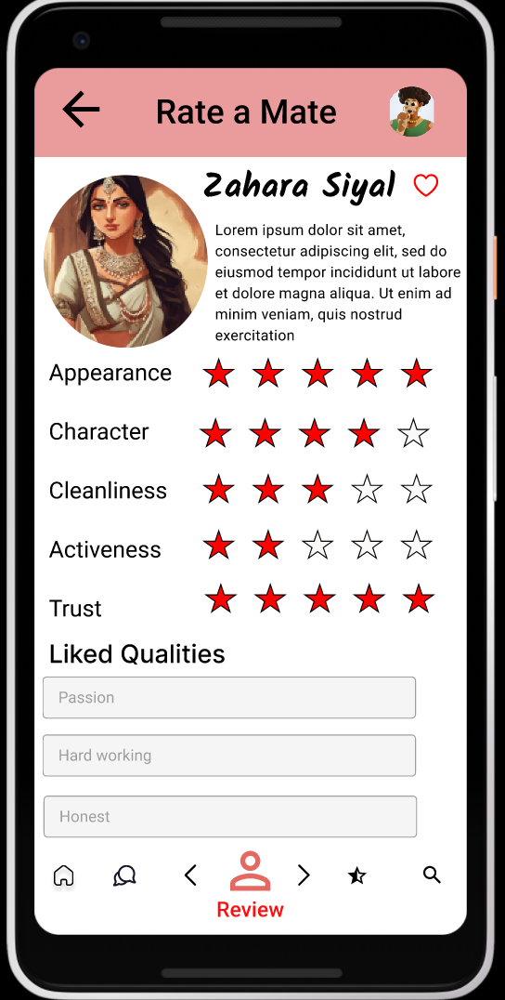 Rate a Mate
Zahara Siyal
Lorem ipsum dolor sit amet,
consectetur adipiscing elit, sed do
eiusmod tempor incididunt ut labore
et dolore magna aliqua. Ut enim ad
minim veniam, quis nostrud
exercitation
Appearance
Character
Cleanliness
Activeness
Trust
Liked Qualities
Passion
Hard working
Honest
Review